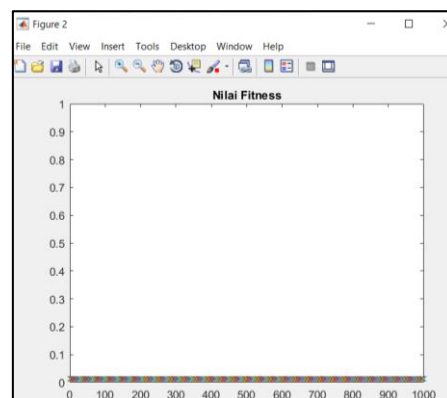 Figure 2
File Edit View Insert Tools Desktop Window Help
Nilai Fitness
1
0.9
0.8
0.7
0.6
0.5
0.4
0.3
0.2
0.1
0
0 100 200 300 400 500 600 700 800 900 1000